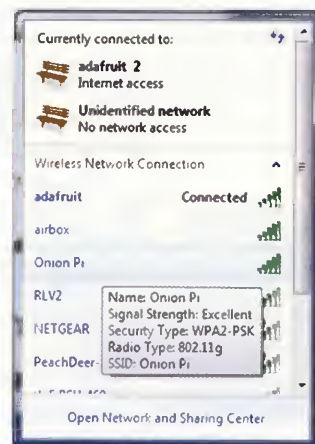 Currently connected to:
adafruit 2
Internet access
Unidentified network
No network access
Wireless Network Connection
adafruit Connected
airbox
Onion Pi
RLV2
NETGEAR
PeachDeer-
Name: Onion Pi
Signal Strength: Excellent
Security Type: WPA2-PSK
Radio Type: 802.11g
SSID: Onion Pi
Open Network and Sharing Center